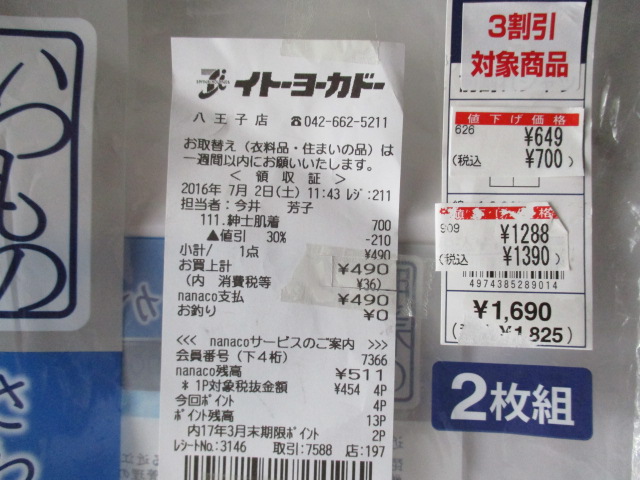 いつもの
イトーヨーカドー
八王子店 ☎042-662-5211
お取替え（衣料品・住まいの品）は
一週間以内にお願いいたします。
＜ 領 収 証 ＞
2016年 7月 2日(土) 11:43 レジ:211
担当者：今井 芳子
111.紳士肌着 700
▲値引 30% -210
小計/ 1点 ¥490
お買上計 ¥490
（内 消費税等 ¥36）
nanaco支払 ¥490
お釣り ¥0
<<< nanacoサービスのご案内 >>>
会員番号（下4桁） 7366
nanaco残高 ¥511
* 1P対象税抜金額 ¥454 4P
今回ポイント 4P
ポイント残高 13P
内17年3月末期限ポイント 2P
レシートNo:3146 取引:7588 店:197
3割引
対象商品
値下げ価格
626 ¥649
(税込 ¥700)
909 ¥1288
(税込 ¥1390)
4974385289014
¥1,690
¥1,825)
2枚組